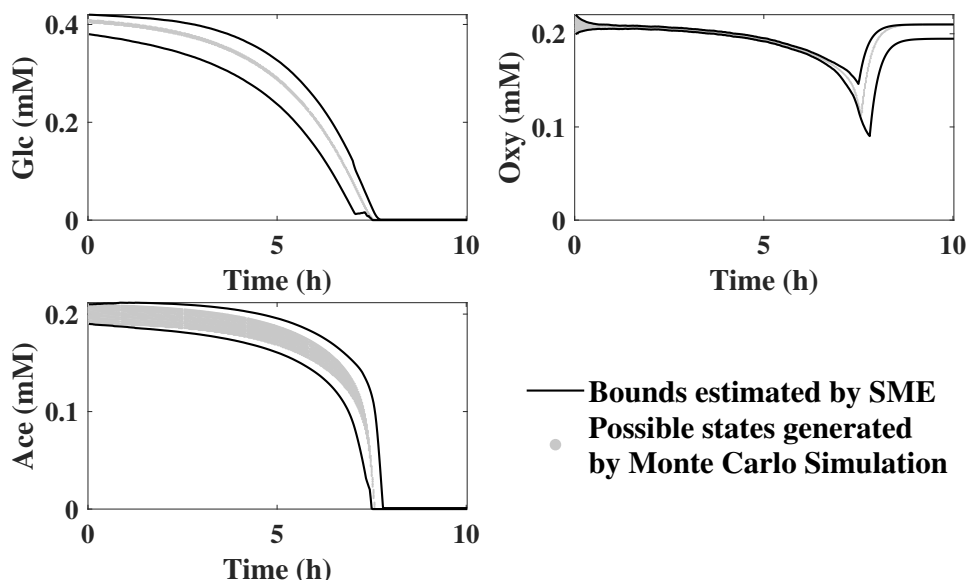 0.4
0.2
0
Glc (mM)
0
5
10
Time (h)
0.2
0.1
0
Oxy (mM)
0
5
10
Time (h)
0.2
0.1
0
Ace (mM)
0
5
10
Time (h)
Bounds estimated by SME
Possible states generated
by Monte Carlo Simulation